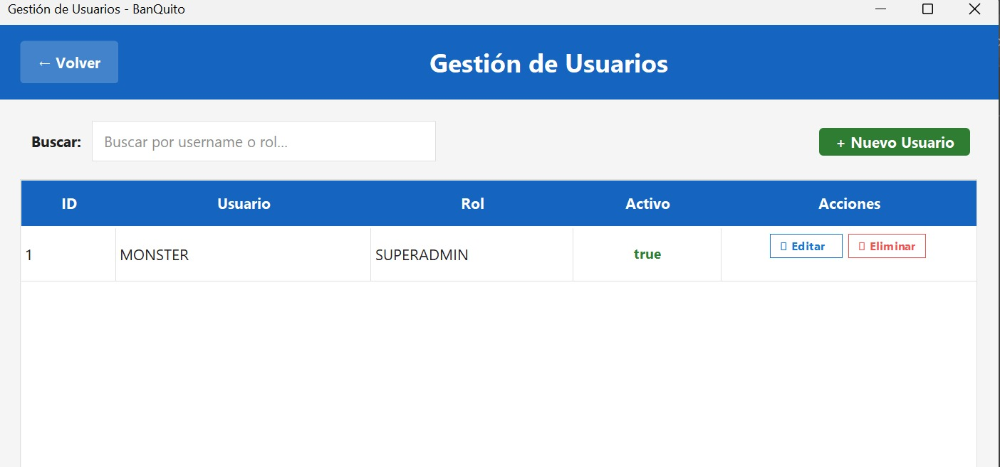 Gestión de Usuarios - BanQuito
← Volver
Gestión de Usuarios
Buscar: Buscar por username o rol...
+ Nuevo Usuario
ID Usuario Rol Activo Acciones
1 MONSTER SUPERADMIN true Editar Eliminar